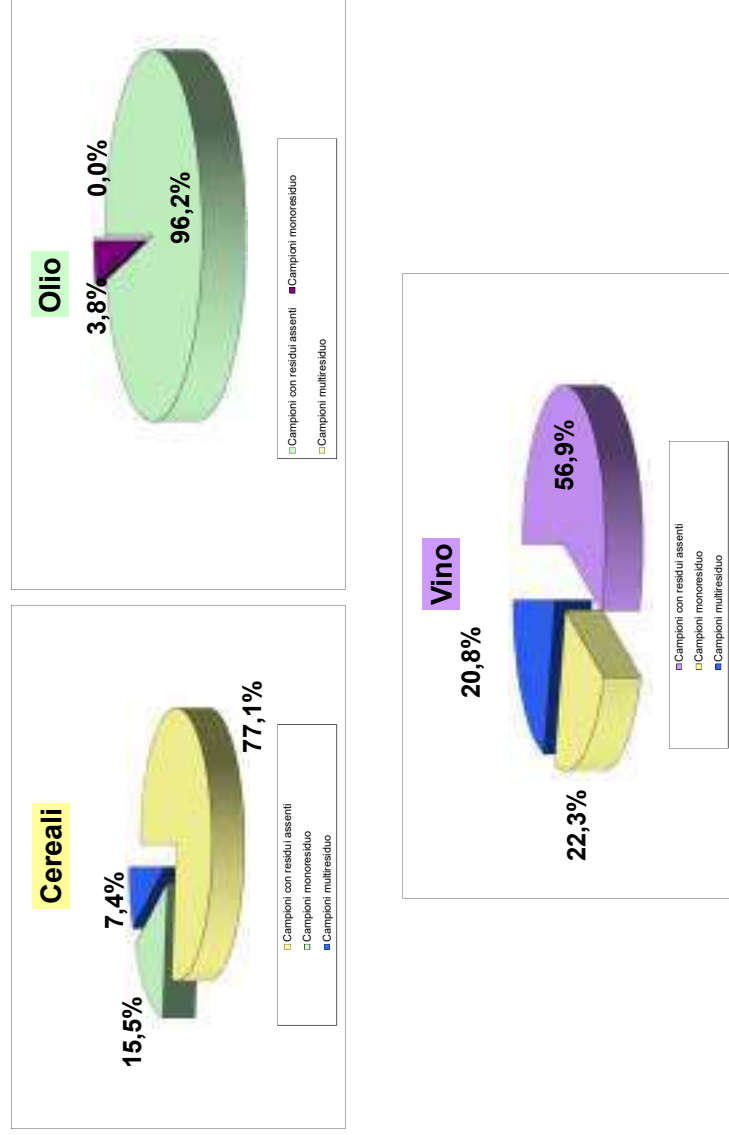 Cereali
7,4%
15,5%
77,1%
Campioni con residui assenti
Campioni monoresiduo
Campioni multiresiduo
Olio
3,8%
0,0%
96,2%
Campioni con residui assenti Campioni monoresiduo
Campioni multiresiduo
Vino
20,8%
56,9%
22,3%
Campioni con residui assenti
Campioni monoresiduo
Campioni multiresiduo